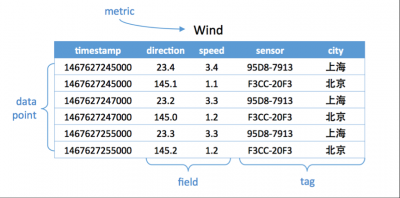 metric
Wind
timestamp direction speed sensor city
1467627245000 23.4 3.4 95D8-7913 上海
1467627245000 145.1 1.1 F3CC-20F3 北京
1467627247000 23.2 3.3 95D8-7913 上海
1467627247000 145.0 1.2 F3CC-20F3 北京
1467627255000 23.3 3.3 95D8-7913 上海
1467627255000 145.2 1.2 F3CC-20F3 北京
data
point
field tag